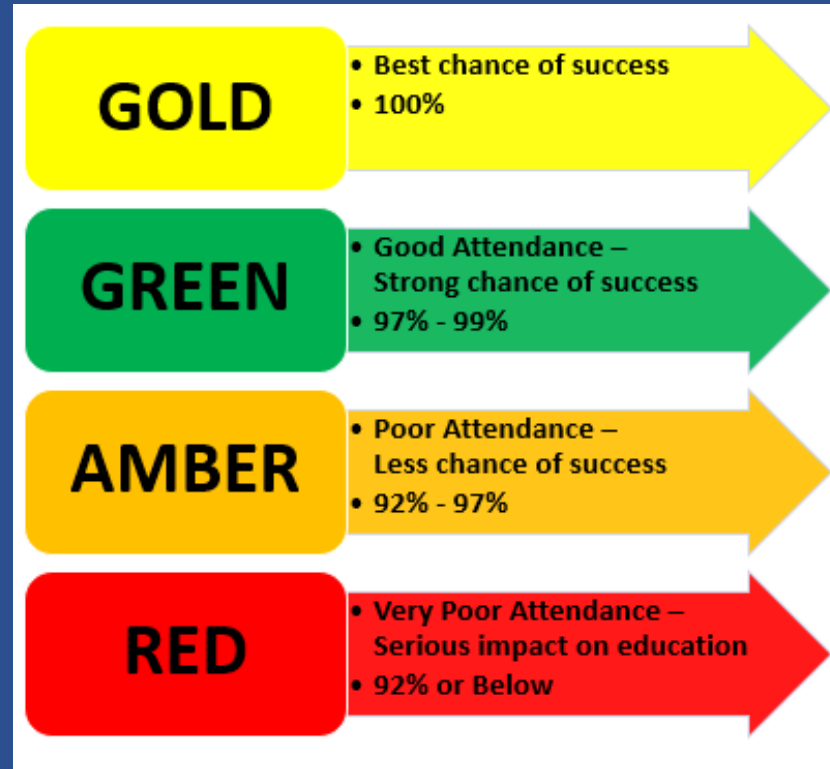 GOLD
• Best chance of success
• 100%
GREEN
• Good Attendance –
Strong chance of success
• 97% - 99%
AMBER
• Poor Attendance –
Less chance of success
• 92% - 97%
RED
• Very Poor Attendance –
Serious impact on education
• 92% or Below